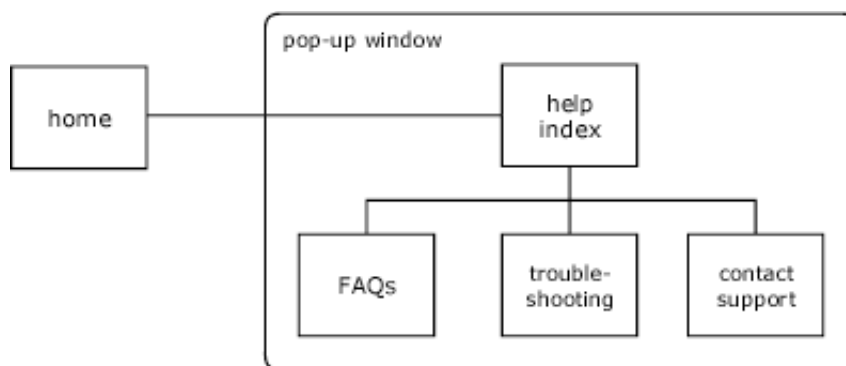 pop-up window
home
help
index
FAQs
trouble-
shooting
contact
support